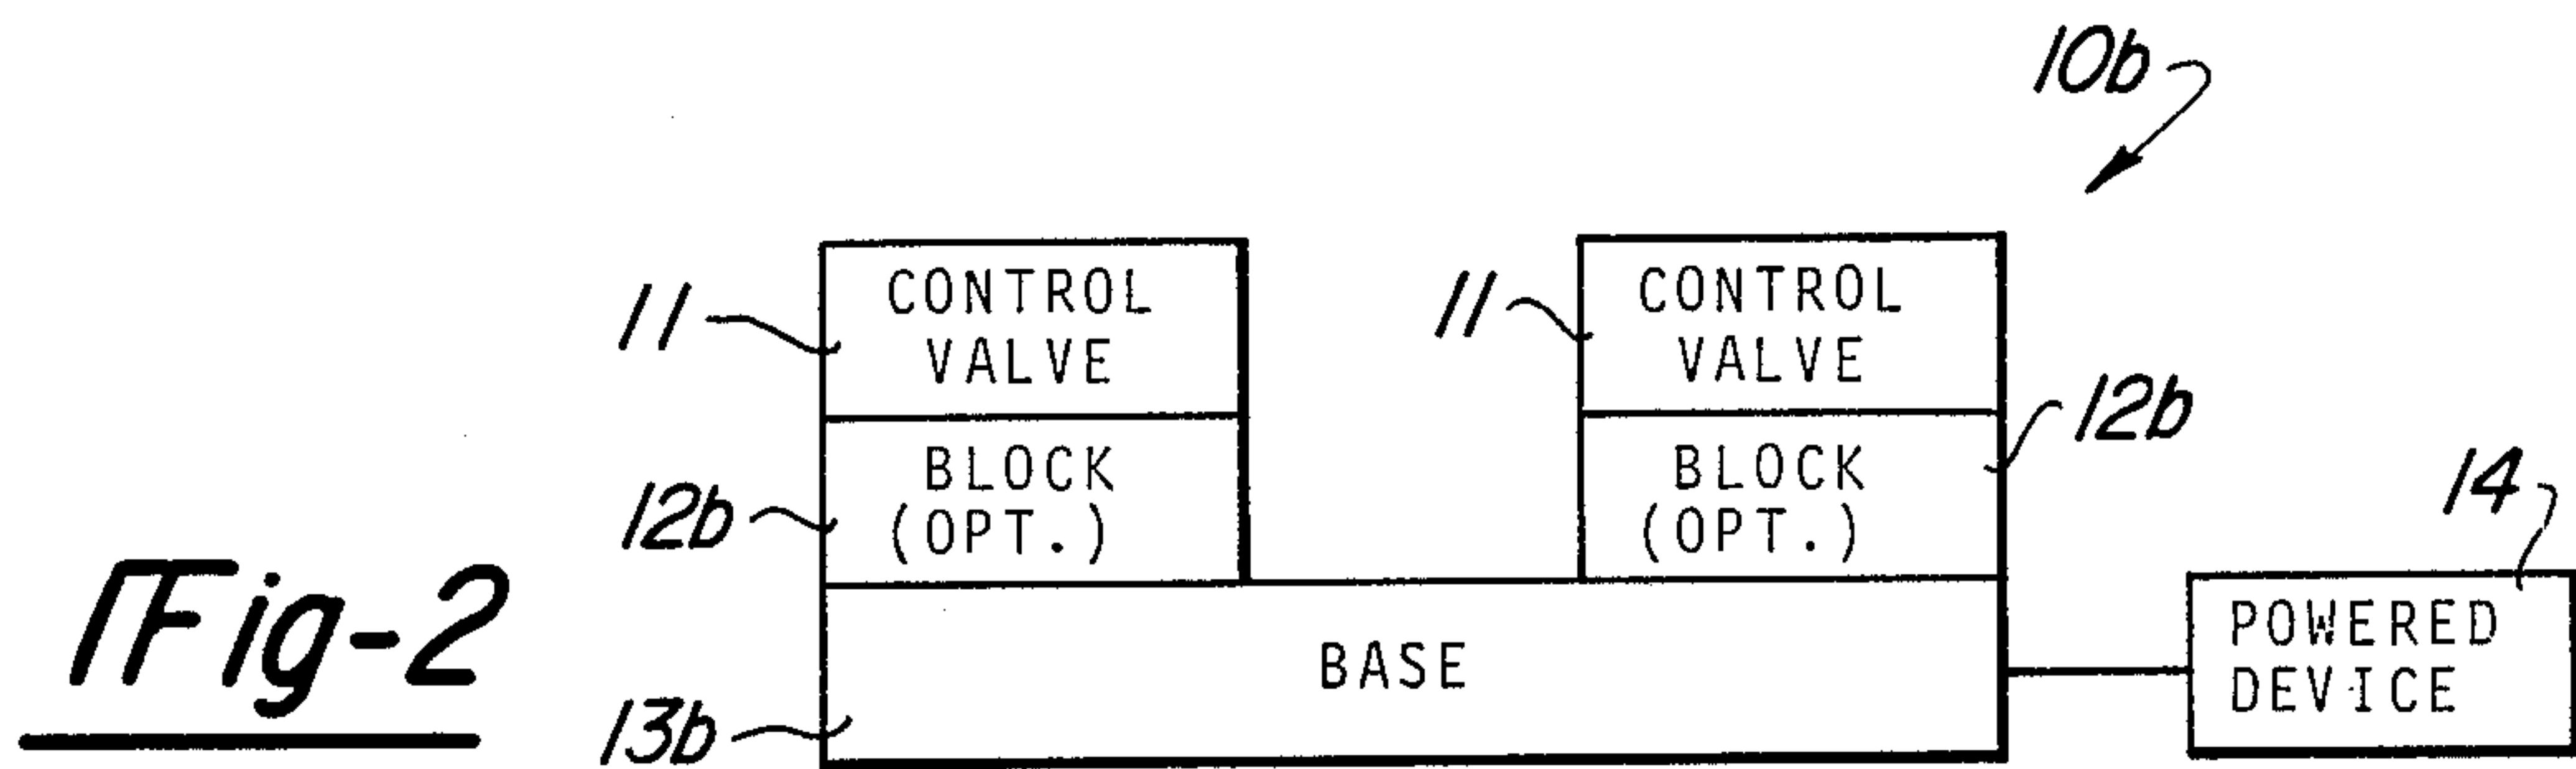 10b
11
CONTROL
VALVE
11
CONTROL
VALVE
12b
BLOCK
(OPT.)
BLOCK
(OPT.)
12b
14
Fig-2
13b
BASE
POWERED
DEVICE